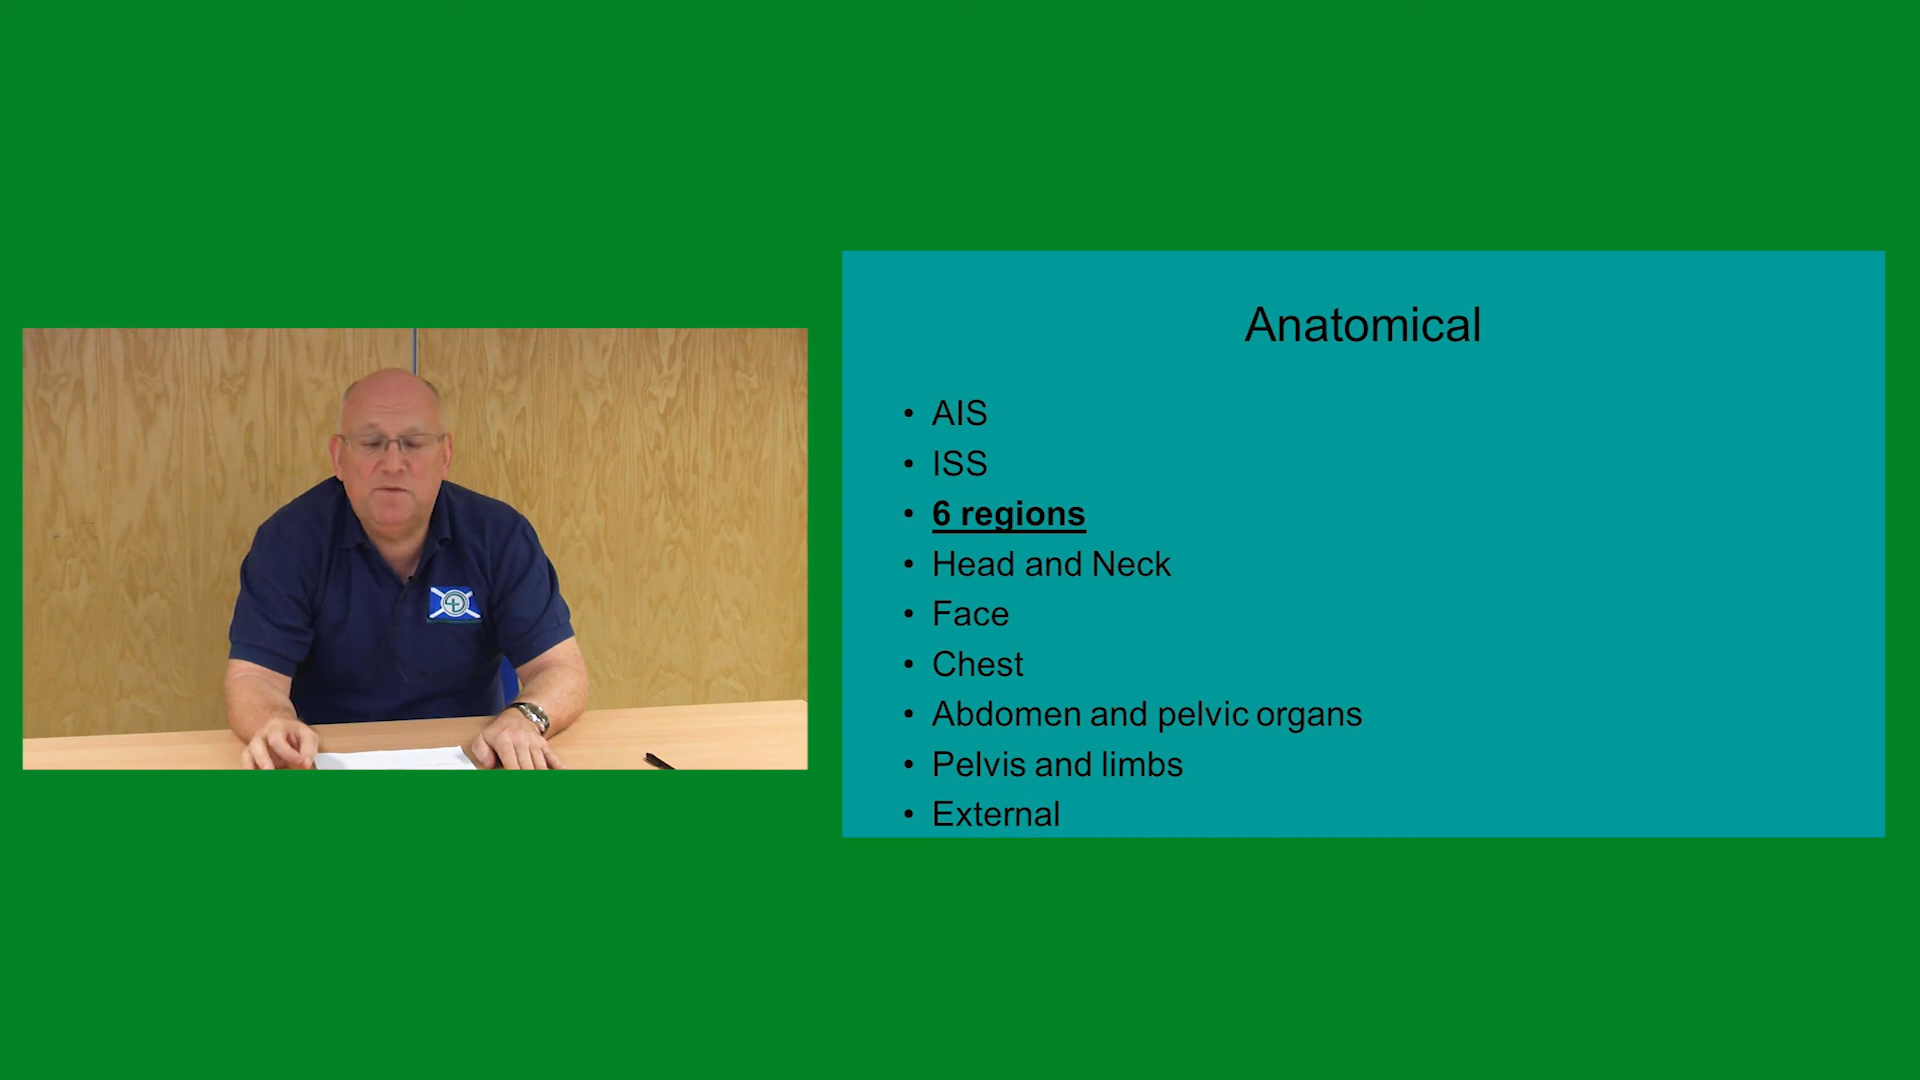 Anatomical
• AIS
• ISS
• 6 regions
• Head and Neck
• Face
• Chest
• Abdomen and pelvic organs
• Pelvis and limbs
• External